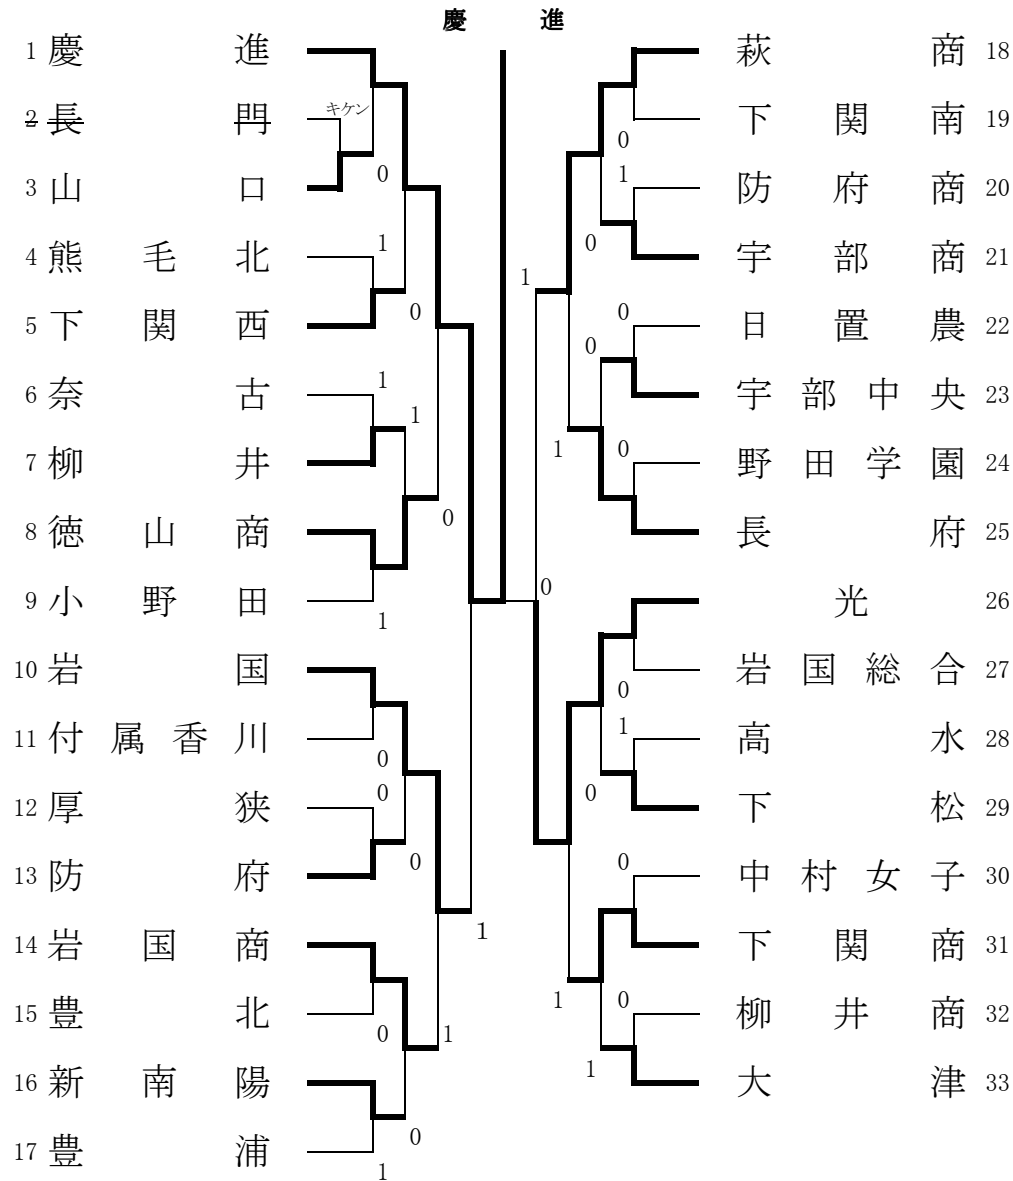 慶 進
1 慶 進
2 長 門
キケン
3 山 口
0
4 熊 毛 北
1
5 下 関 西
0
6 奈 古
1
1
7 柳 井
0
8 徳 山 商
9 小 野 田
1
10 岩 国
11 付 属 香 川
0
12 厚 狭
0
13 防 府
0
1
14 岩 国 商
15 豊 北
0
1
16 新 南 陽
0
17 豊 浦
1
萩 商 18
下 関 南 19
0
1
防 府 商 20
0
宇 部 商 21
1
0
日 置 農 22
0
宇 部 中 央 23
1
0
野 田 学 園 24
長 府 25
0
光 26
岩 国 総 合 27
0
1
高 水 28
0
下 松 29
0
中 村 女 子 30
下 関 商 31
1
0
柳 井 商 32
1
大 津 33